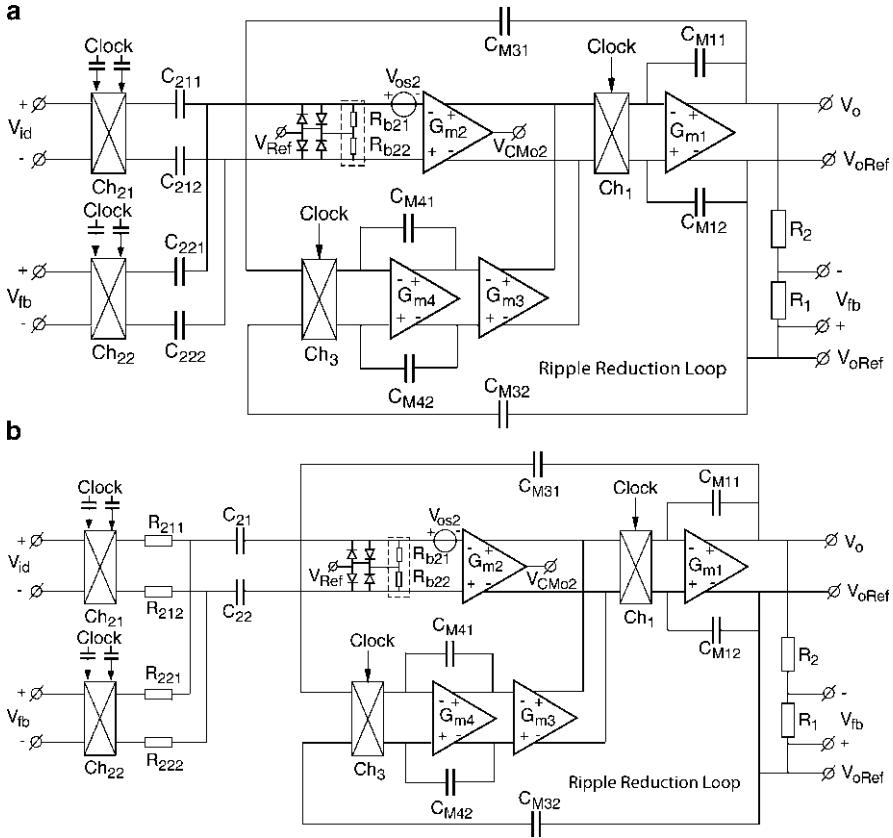 a
Clock
C211
+
Vid
-
Ch21
C212
Clock
C221
+
Vfb
-
Ch22
C222
CM31
VRef
Rb21
Rb22
Vos2
+ -
- +
Gm2
+ -
VCMo2
Clock
Ch1
CM11
- +
Gm1
+ -
CM12
Vo
VoRef
R2
-
R1
Vfb
+
VoRef
Clock
Ch3
CM41
- +
Gm4
+ -
CM42
- +
Gm3
+ -
Ripple Reduction Loop
CM32
b
Clock
R211
C21
+
Vid
-
Ch21
R212
C22
Clock
R221
+
Vfb
-
Ch22
R222
CM31
VRef
Rb21
Rb22
Vos2
+ -
- +
Gm2
+ -
VCMo2
Clock
Ch1
CM11
- +
Gm1
+ -
CM12
Vo
VoRef
R2
-
R1
Vfb
+
VoRef
Clock
Ch3
CM41
- +
Gm4
+ -
CM42
- +
Gm3
+ -
Ripple Reduction Loop
CM32